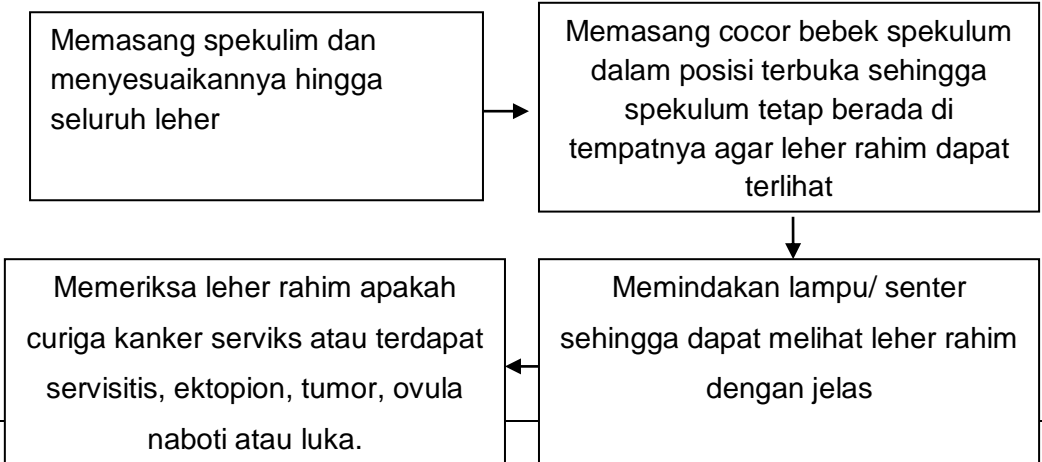 Memasang spekulim dan
menyesuaikannya hingga
seluruh leher
Memasang cocor bebek spekulum
dalam posisi terbuka sehingga
spekulum tetap berada di
tempatnya agar leher rahim dapat
terlihat
Memindakan lampu/ senter
sehingga dapat melihat leher rahim
dengan jelas
Memeriksa leher rahim apakah
curiga kanker serviks atau terdapat
servisitis, ektopion, tumor, ovula
naboti atau luka.